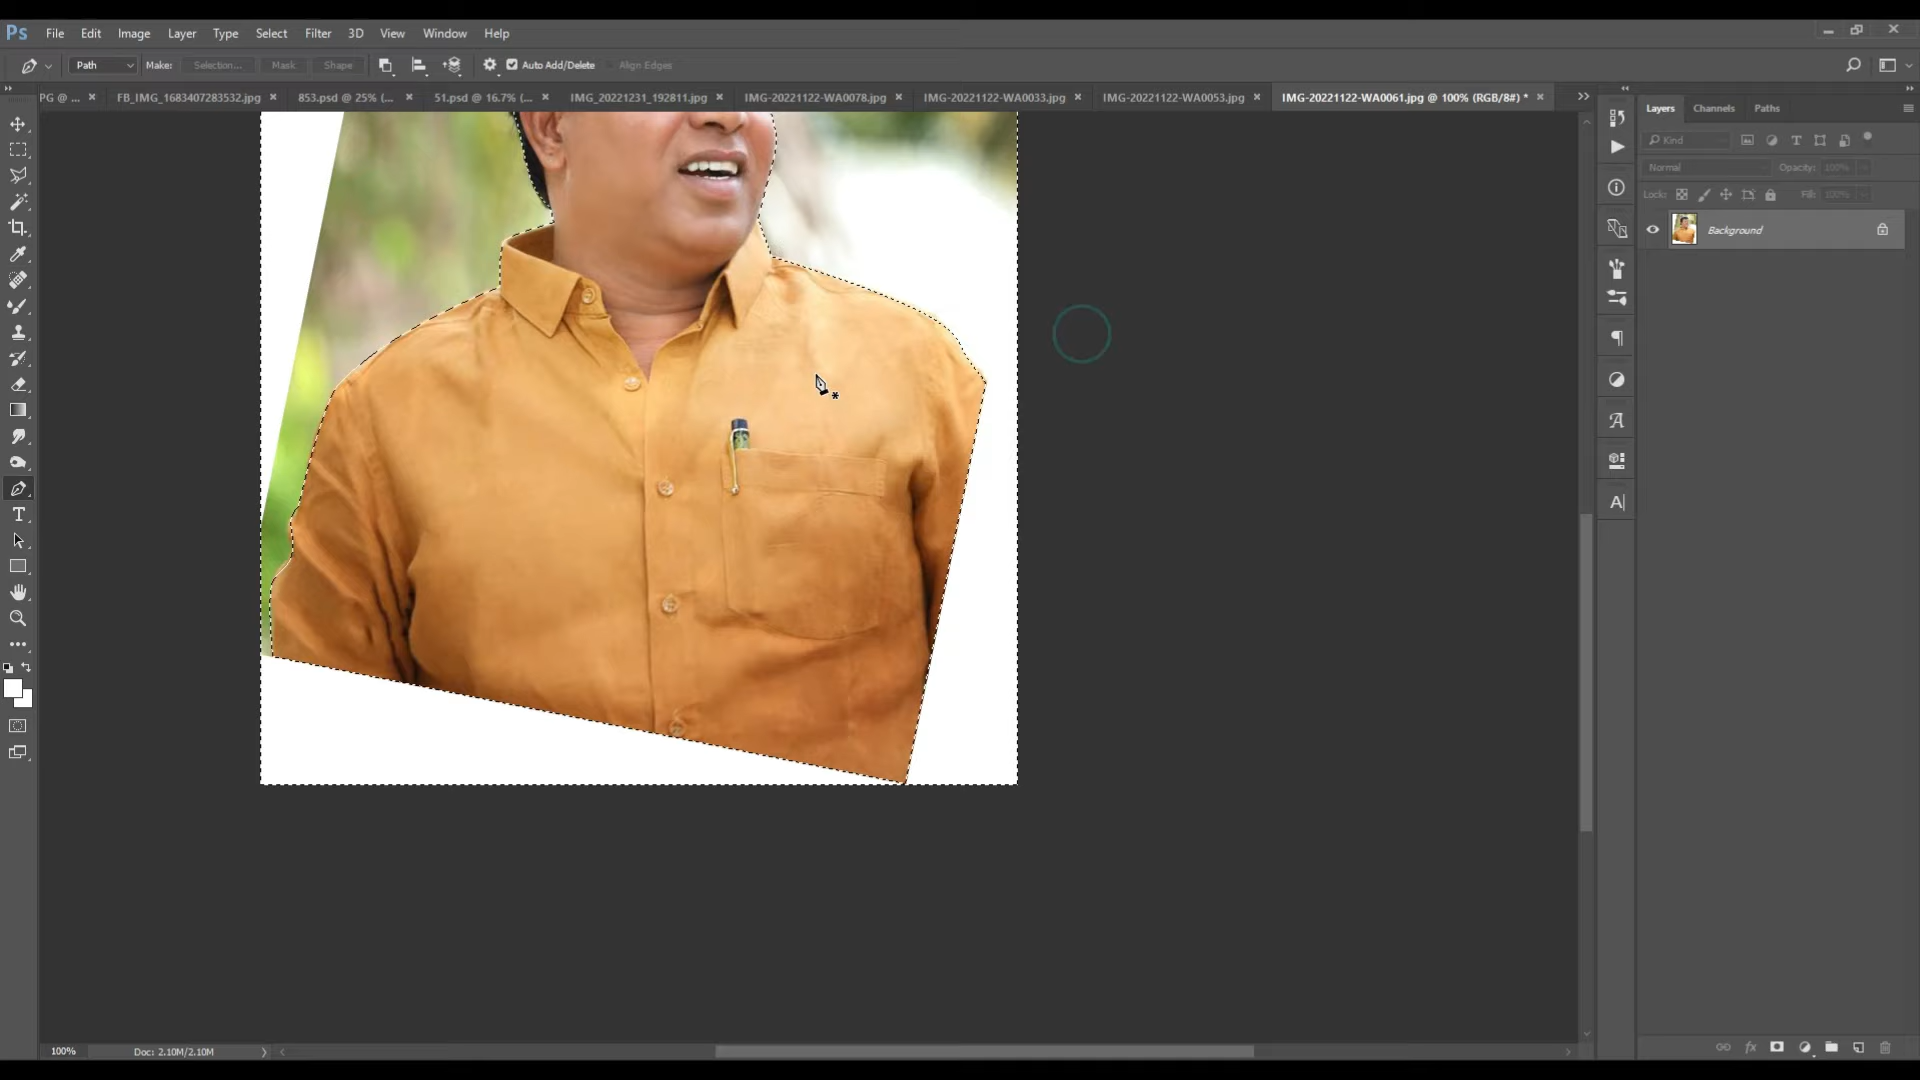 Ps File Edit Image Layer Type Select Filter 3D View Window Help
Path Make: Selection... Mask Shape Auto Add/Delete Align Edges
PG @ ... × FB_IMG_1683407283532.jpg × 853.psd @ 25% (... × 51.psd @ 16.7% (... × IMG_20221231_192811.jpg × IMG-20221122-WA0078.jpg × IMG-20221122-WA0033.jpg × IMG-20221122-WA0053.jpg × IMG-20221122-WA0061.jpg @ 100% (RGB/8#) * ×
Layers Channels Paths
Kind
Normal Opacity: 100%
Lock: Fill: 100%
Background
100% Doc: 2.10M/2.10M